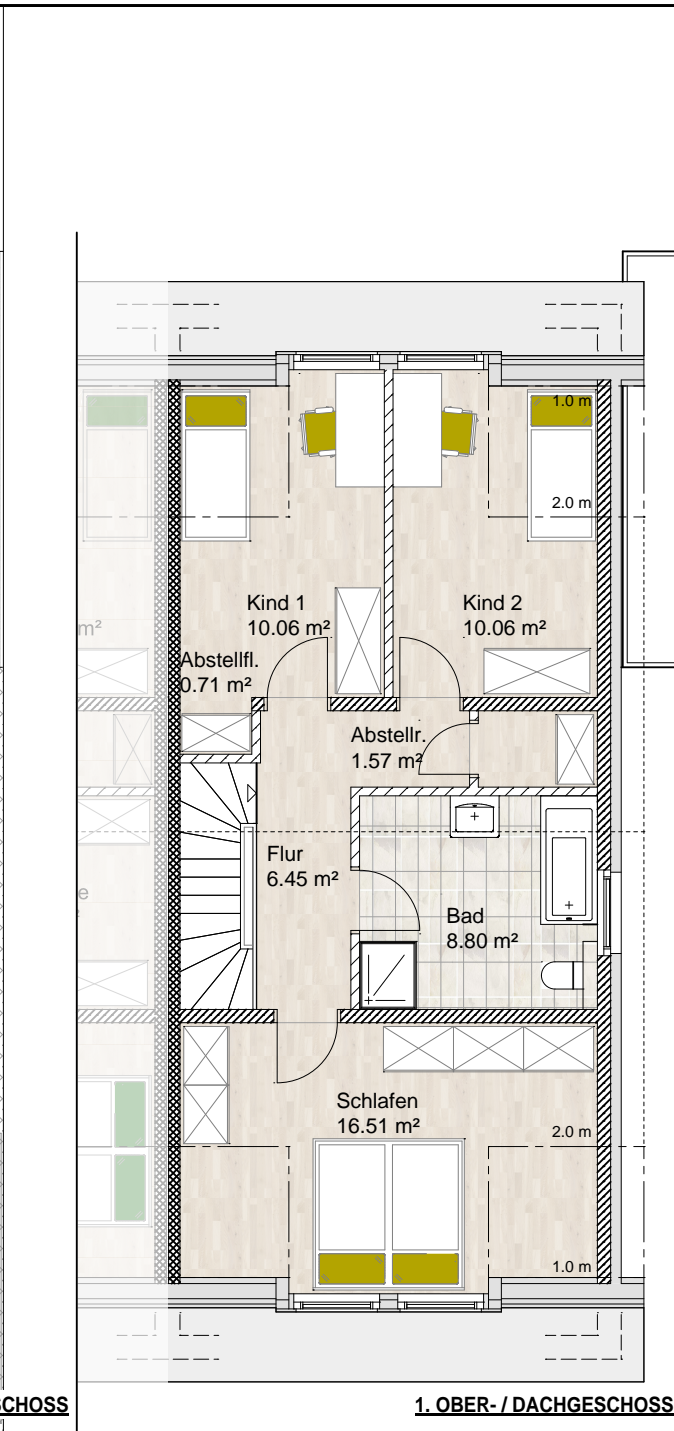 1.0 m
2.0 m
Kind 1
10.06 m²
Kind 2
10.06 m²
m²
Abstellfl.
0.71 m²
Abstellr.
1.57 m²
Flur
6.45 m²
Bad
8.80 m²
Schlafen
16.51 m²
2.0 m
1.0 m
SCHOSS
1. OBER- / DACHGESCHOSS